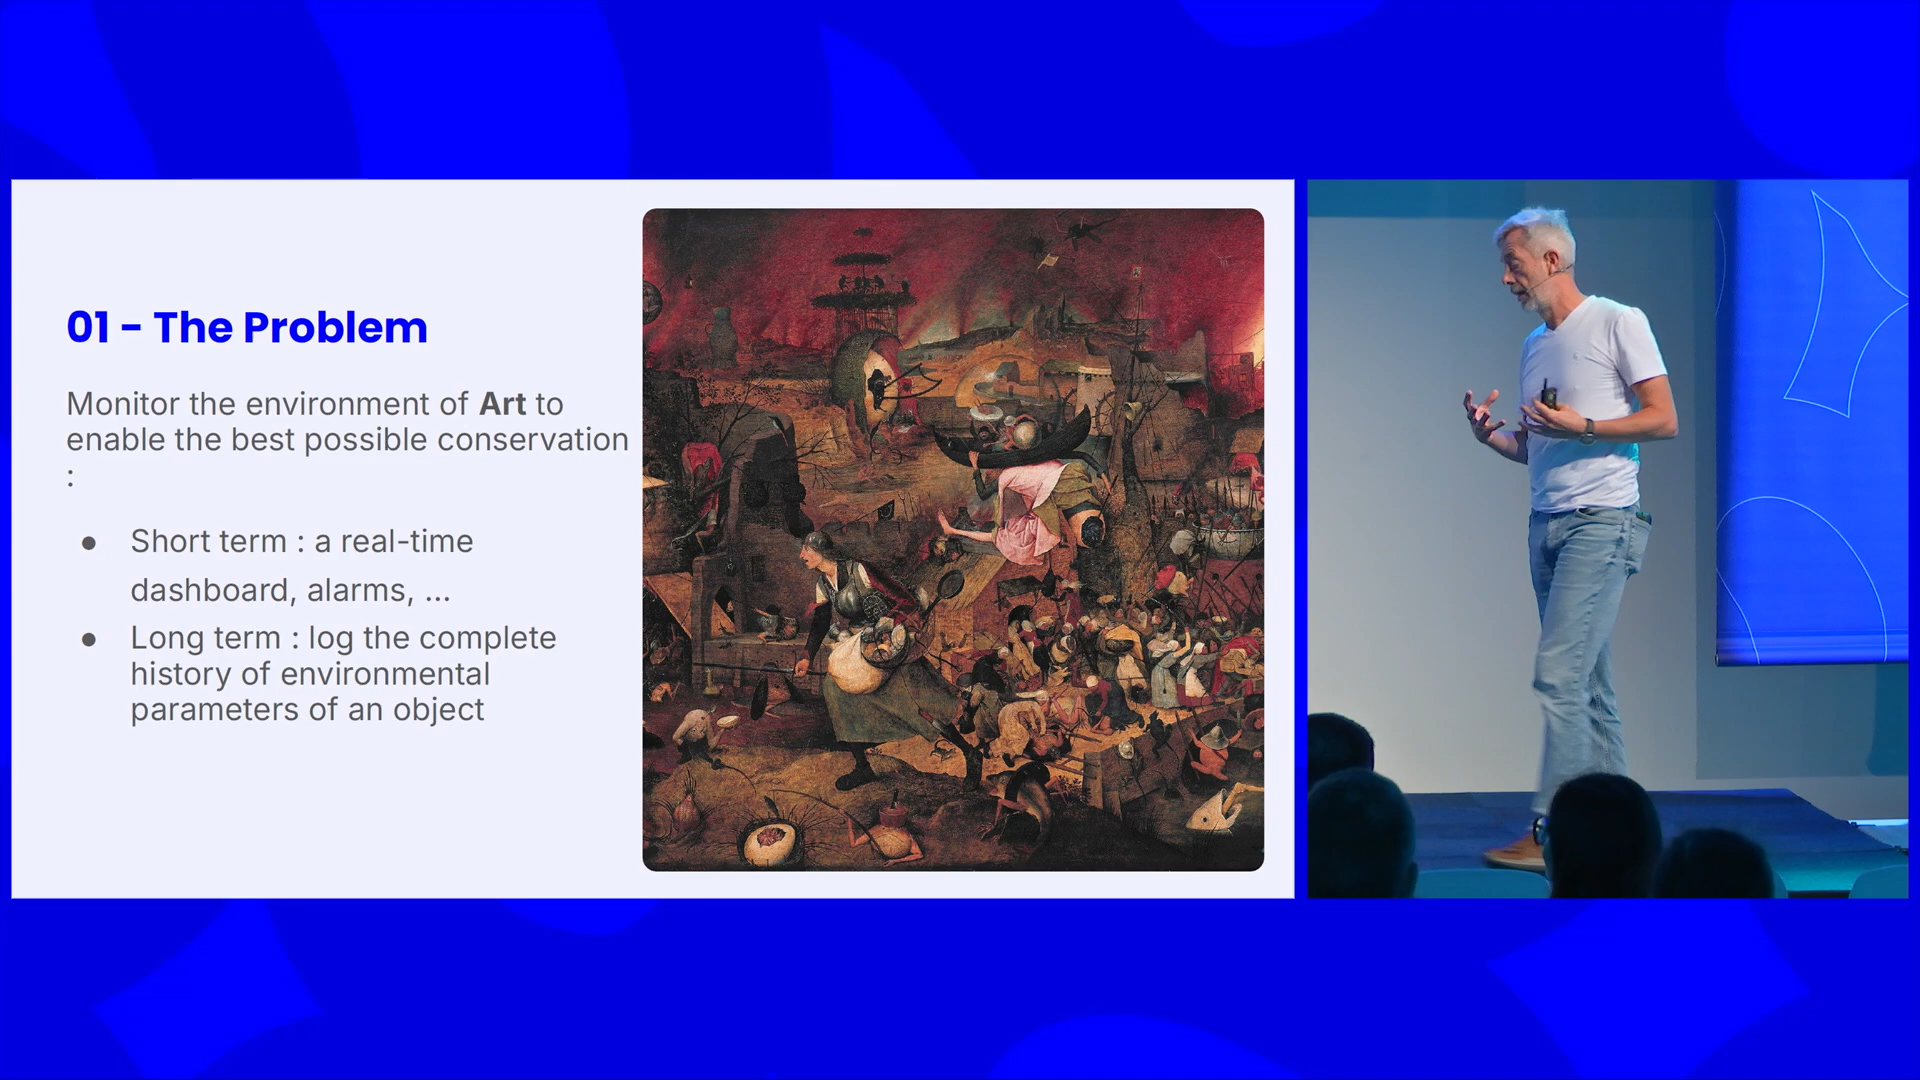 01 - The Problem
Monitor the environment of Art to
enable the best possible conservation
:
● Short term : a real-time
dashboard, alarms, ...
● Long term : log the complete
history of environmental
parameters of an object